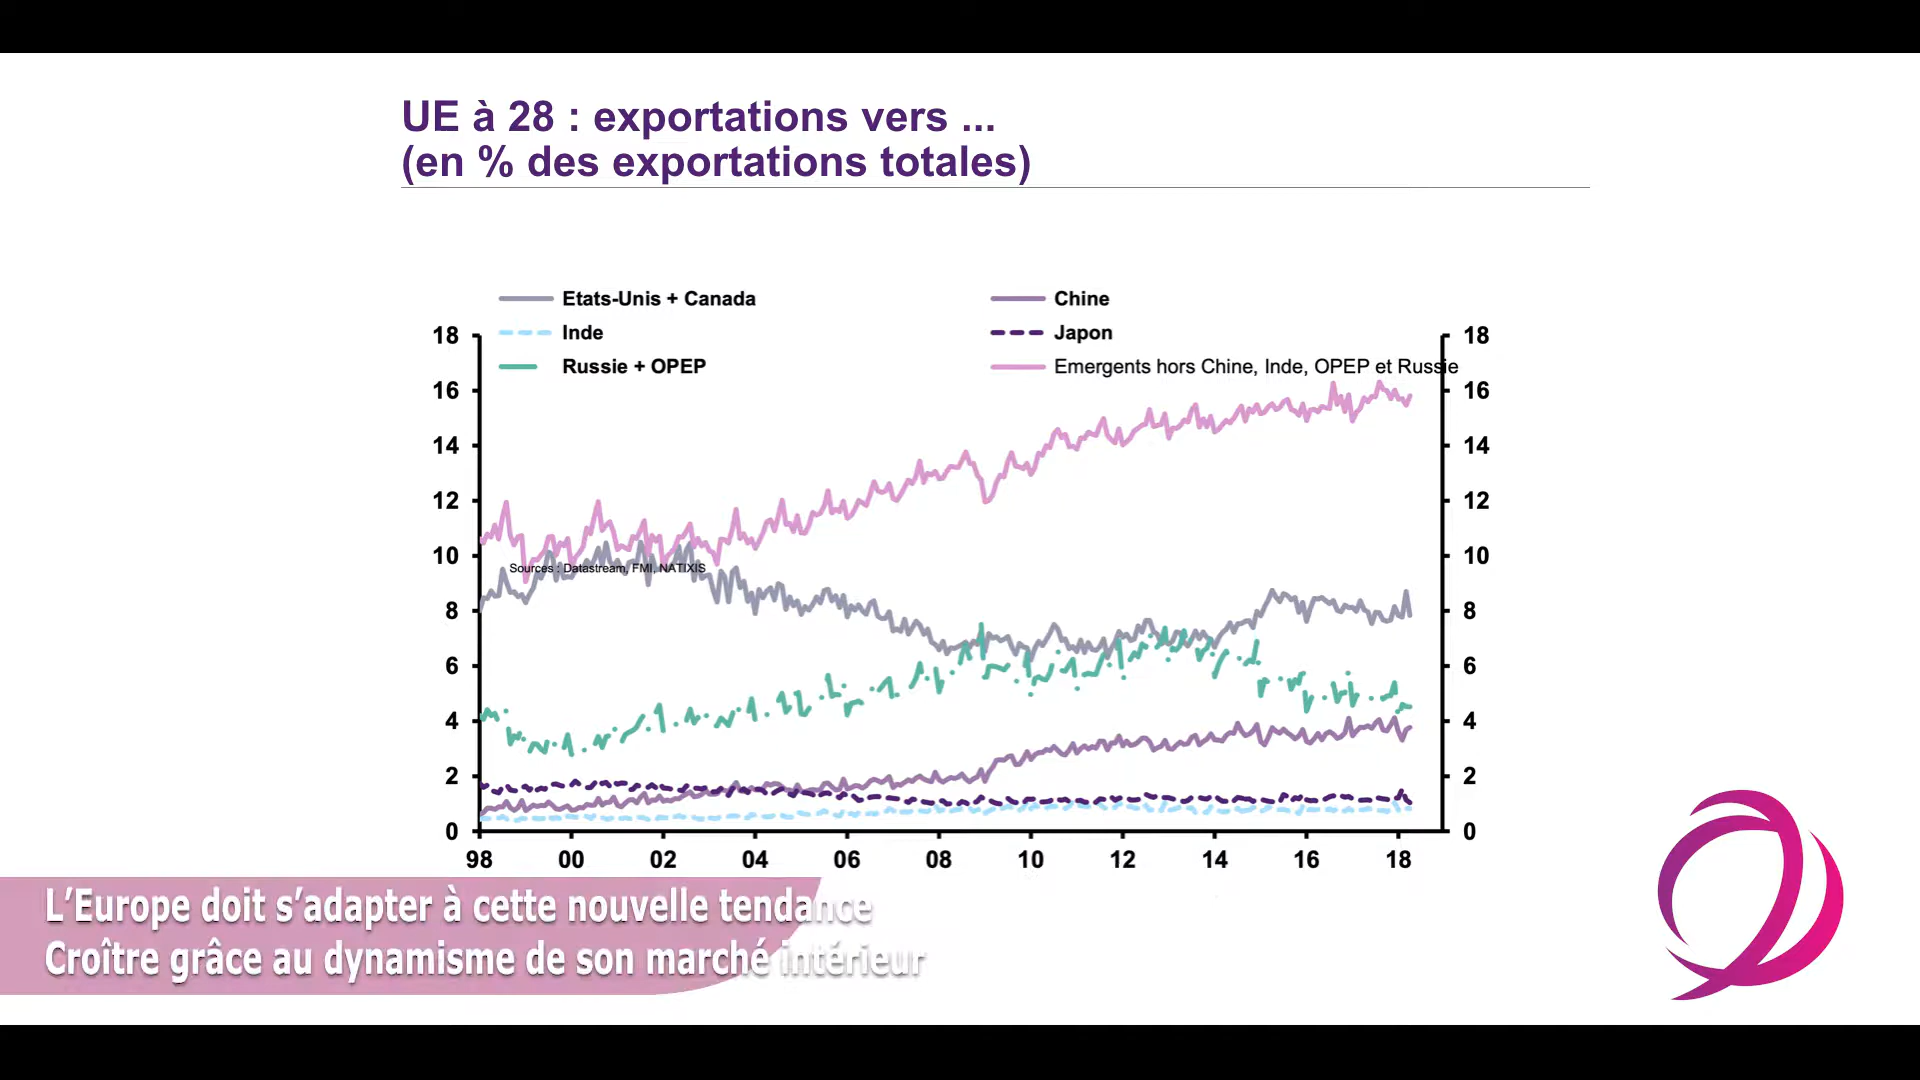 UE à 28 : exportations vers ...
(en % des exportations totales)
Etats-Unis + Canada
Chine
Inde
Japon
Russie + OPEP
Emergents hors Chine, Inde, OPEP et Russie
18 18
16 16
14 14
12 12
10 10
Sources : Datastream, FMI, NATIXIS
8 8
6 6
4 4
2 2
0 0
98 00 02 04 06 08 10 12 14 16 18
L’Europe doit s’adapter à cette nouvelle tendance
Croître grâce au dynamisme de son marché intérieur